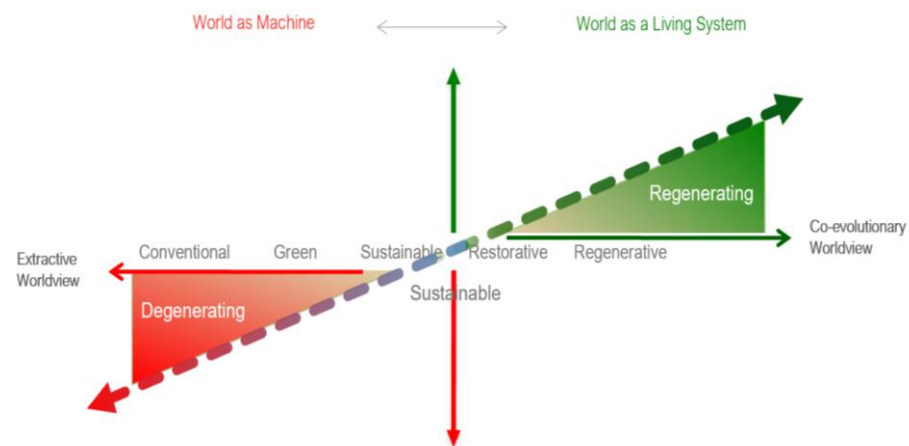 World as Machine
World as a Living System
Regenerating
Co-evolutionary
Worldview
Conventional
Green
Sustainable
Restorative
Regenerative
Extractive
Worldview
Sustainable
Degenerating